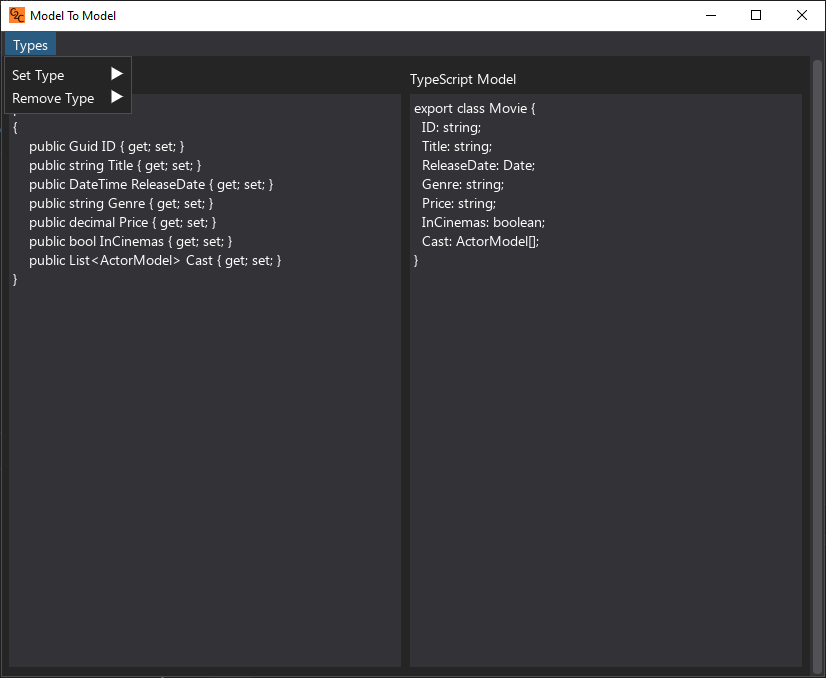 Model To Model
Types
Set Type
Remove Type
{
public Guid ID { get; set; }
public string Title { get; set; }
public DateTime ReleaseDate { get; set; }
public string Genre { get; set; }
public decimal Price { get; set; }
public bool InCinemas { get; set; }
public List<ActorModel> Cast { get; set; }
}
TypeScript Model
export class Movie {
ID: string;
Title: string;
ReleaseDate: Date;
Genre: string;
Price: string;
InCinemas: boolean;
Cast: ActorModel[];
}